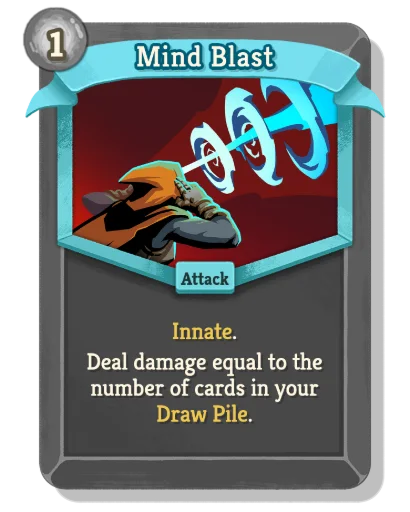 1
Mind Blast
Attack
Innate.
Deal damage equal to the
number of cards in your
Draw Pile.